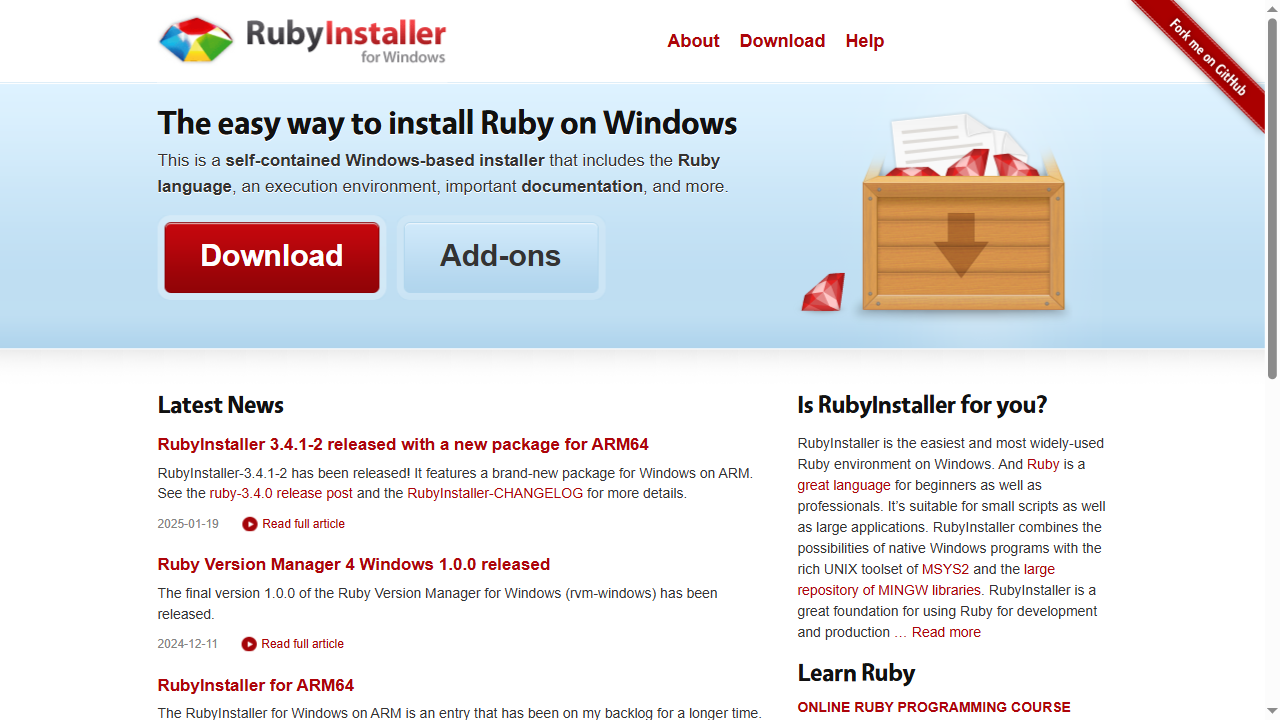 RubyInstaller
for Windows
About Download Help
Fork me on GitHub
The easy way to install Ruby on Windows
This is a self-contained Windows-based installer that includes the Ruby
language, an execution environment, important documentation, and more.
Download
Add-ons
Latest News
RubyInstaller 3.4.1-2 released with a new package for ARM64
RubyInstaller-3.4.1-2 has been released! It features a brand-new package for Windows on ARM.
See the ruby-3.4.0 release post and the RubyInstaller-CHANGELOG for more details.
2025-01-19 Read full article
Ruby Version Manager 4 Windows 1.0.0 released
The final version 1.0.0 of the Ruby Version Manager for Windows (rvm-windows) has been
released.
2024-12-11 Read full article
RubyInstaller for ARM64
The RubyInstaller for Windows on ARM is an entry that has been on my backlog for a longer time.
Is RubyInstaller for you?
RubyInstaller is the easiest and most widely-used
Ruby environment on Windows. And Ruby is a
great language for beginners as well as
professionals. It’s suitable for small scripts as well
as large applications. RubyInstaller combines the
possibilities of native Windows programs with the
rich UNIX toolset of MSYS2 and the large
repository of MINGW libraries. RubyInstaller is a
great foundation for using Ruby for development
and production … Read more
Learn Ruby
ONLINE RUBY PROGRAMMING COURSE